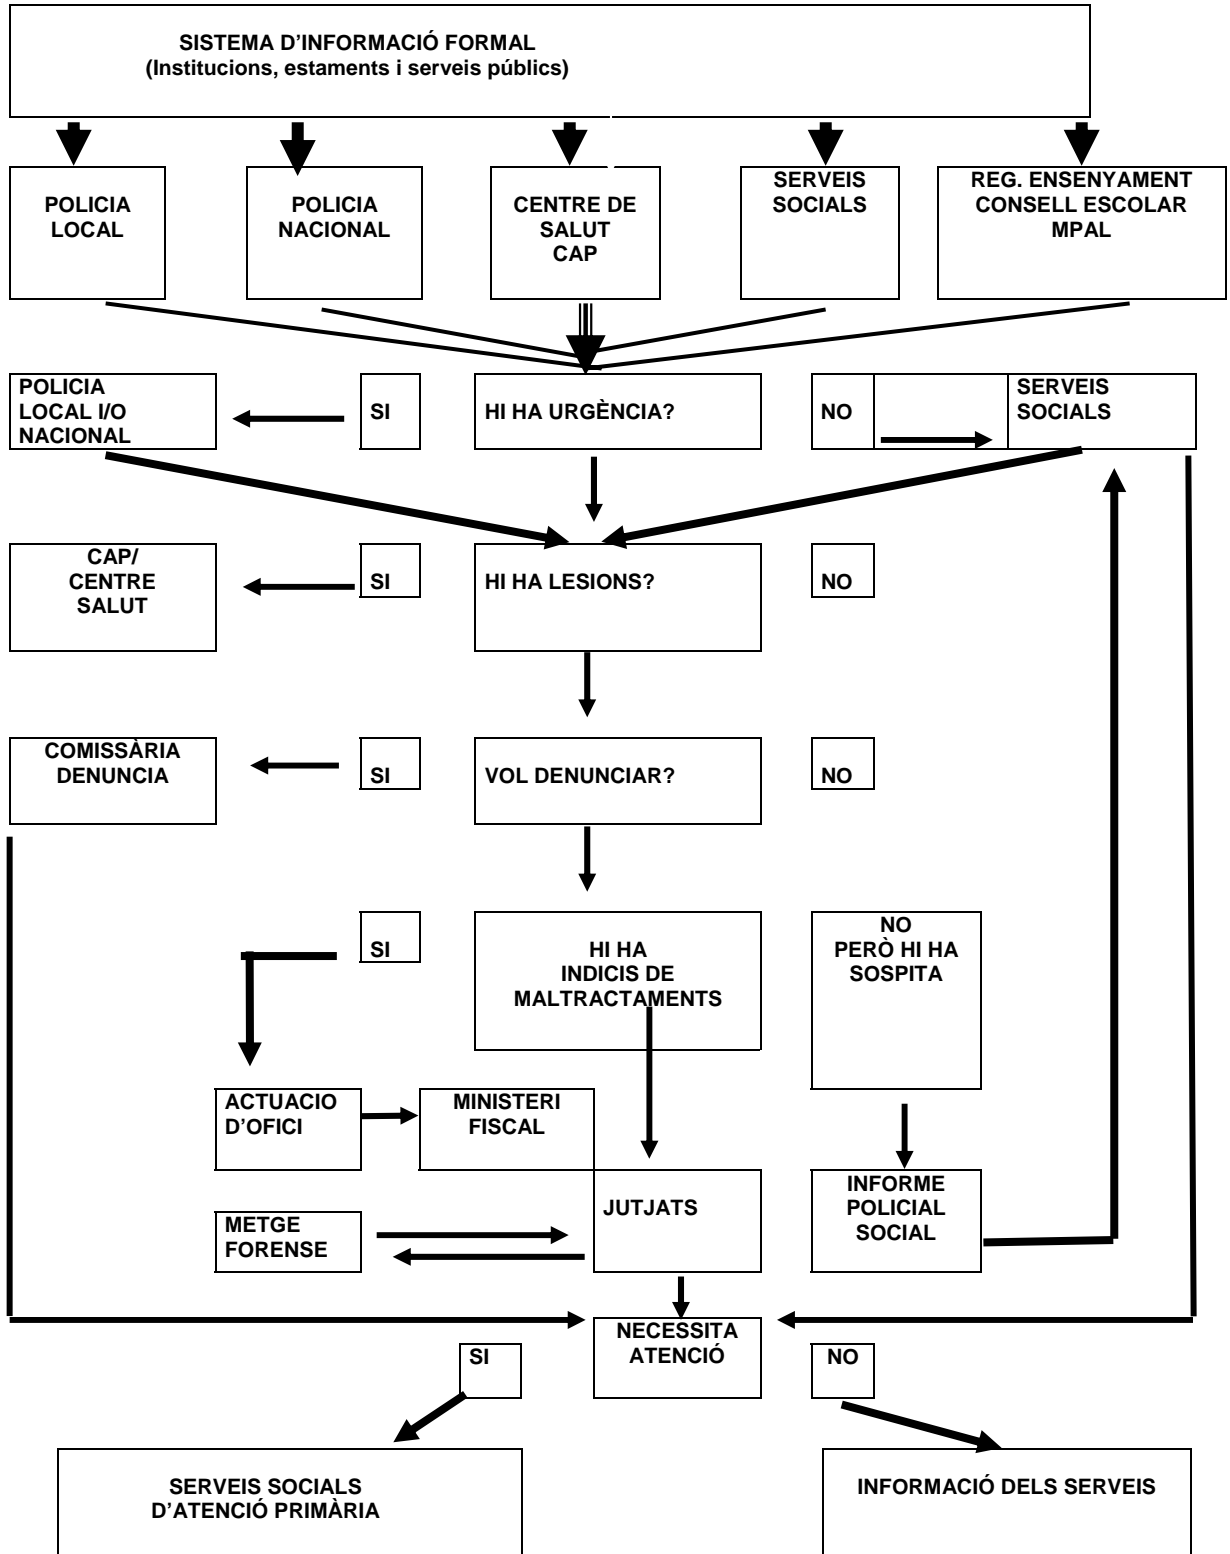 SISTEMA D'INFORMACIÓ FORMAL
(Institucions, estaments i serveis públics)
POLICIA
LOCAL
POLICIA
NACIONAL
CENTRE DE
SALUT
CAP
SERVEIS
SOCIALS
REG. ENSENYAMENT
CONSELL ESCOLAR
MPAL
POLICIA
LOCAL I/O
NACIONAL
SI
HI HA URGÈNCIA?
NO
SERVEIS
SOCIALS
CAP/
CENTRE
SALUT
SI
HI HA LESIONS?
NO
COMISSÀRIA
DENUNCIA
SI
VOL DENUNCIAR?
NO
SI
HI HA
INDICIS DE
MALTRACTAMENTS
NO
PERÒ HI HA
SOSPITA
ACTUACIO
D'OFICI
MINISTERI
FISCAL
JUTJATS
INFORME
POLICIAL
SOCIAL
METGE
FORENSE
NECESSITA
ATENCIÓ
SI
NO
SERVEIS SOCIALS
D'ATENCIÓ PRIMÀRIA
INFORMACIÓ DELS SERVEIS